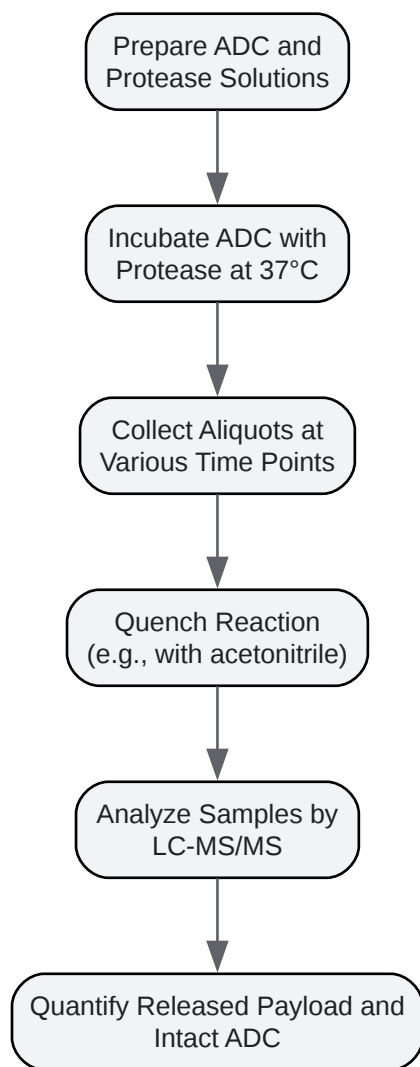 Prepare ADC and
Protease Solutions
Incubate ADC with
Protease at 37°C
Collect Aliquots at
Various Time Points
Quench Reaction
(e.g., with acetonitrile)
Analyze Samples by
LC-MS/MS
Quantify Released Payload and
Intact ADC